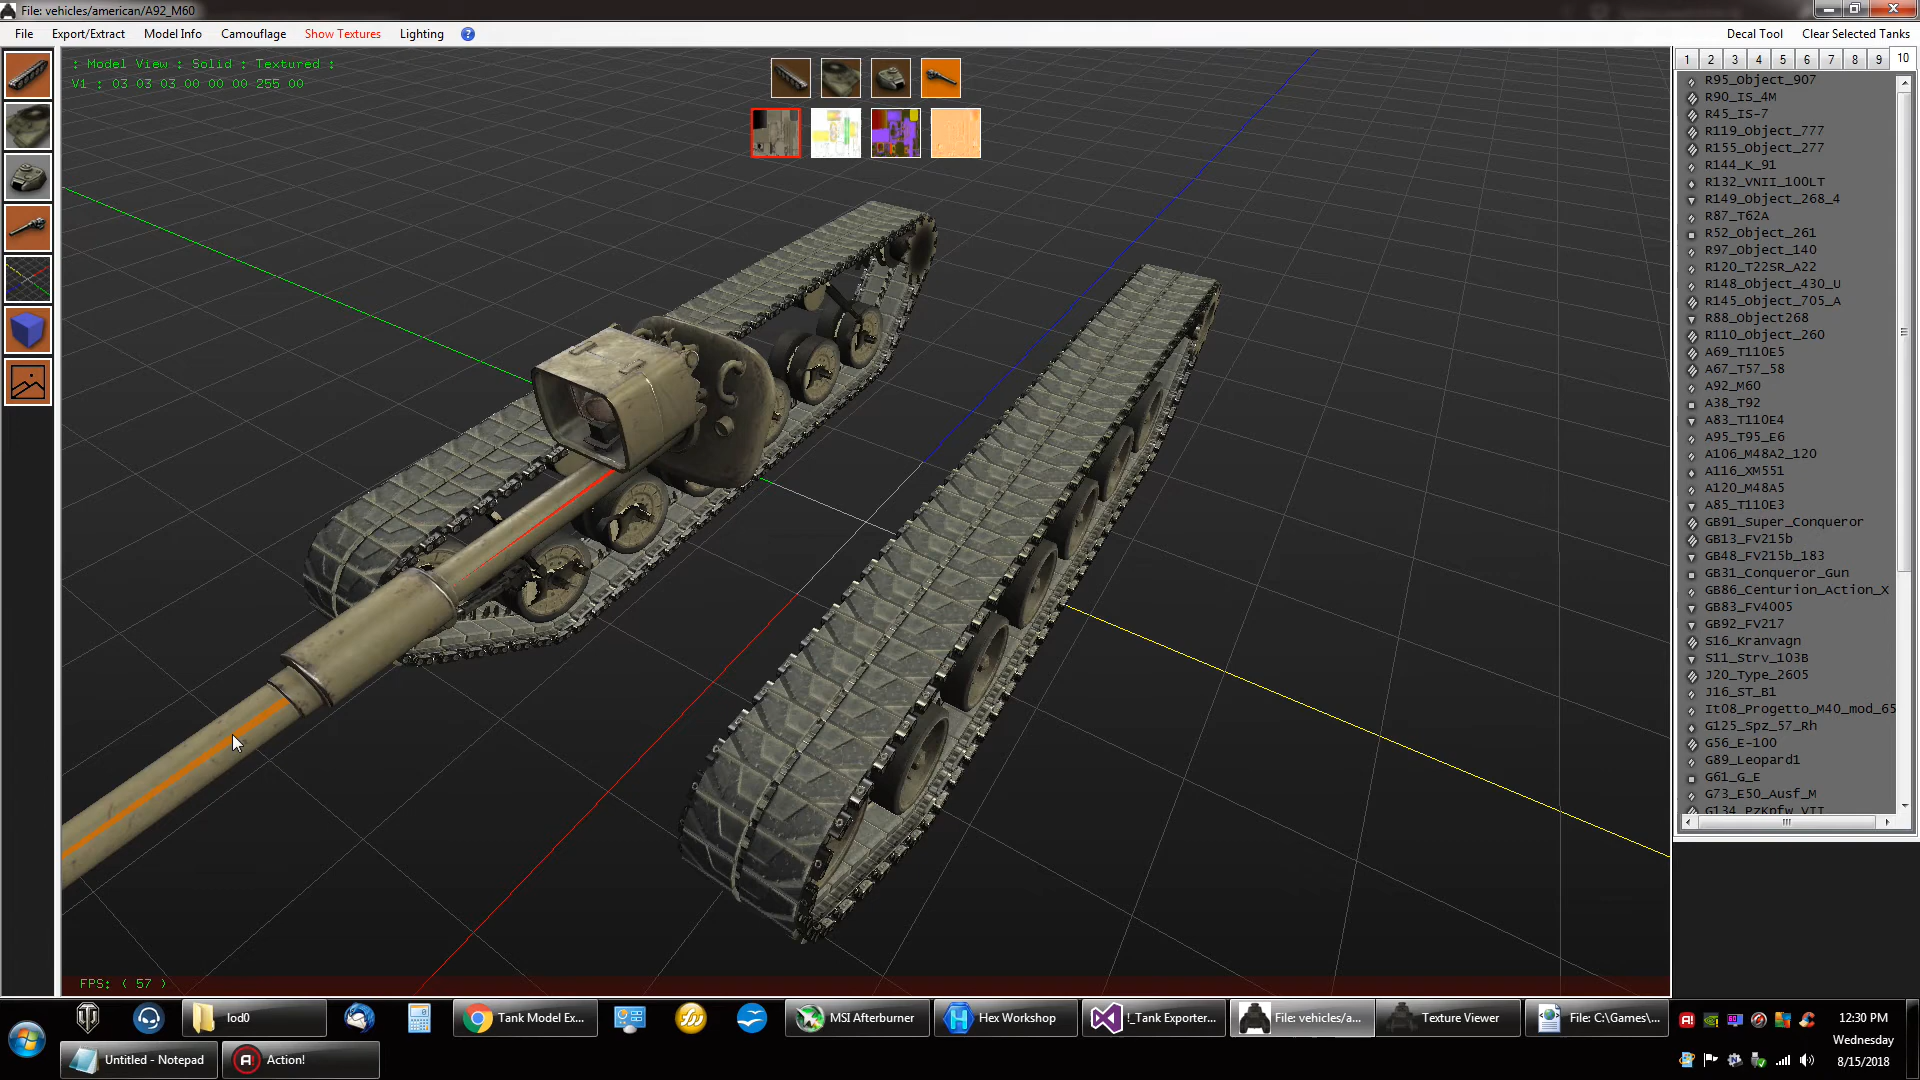 File: vehicles/american/A92_M60
File
Export/Extract
Model Info
Camouflage
Show Textures
Lighting
?
Decal Tool
Clear Selected Tanks
: Model View : Solid : Textured :
V1 : 03 03 03 00 00 00 255 00
1 2 3 4 5 6 7 8 9 10
R95_Object_907
R90_IS_4M
R45_IS-7
R119_Object_777
R155_Object_277
R144_K_91
R132_VNII_100LT
R149_Object_268_4
R87_T62A
R52_Object_261
R97_Object_140
R120_T22SR_A22
R148_Object_430_U
R145_Object_705_A
R88_Object268
R110_Object_260
A69_T110E5
A67_T57_58
A92_M60
A38_T92
A83_T110E4
A95_T95_E6
A106_M48A2_120
A116_XM551
A120_M48A5
A85_T110E3
GB91_Super_Conqueror
GB13_FV215b
GB48_FV215b_183
GB31_Conqueror_Gun
GB86_Centurion_Action_X
GB83_FV4005
GB92_FV217
S16_Kranvagn
S11_Strv_103B
J20_Type_2605
J16_ST_B1
It08_Progetto_M40_mod_65
G125_Spz_57_Rh
G56_E-100
G89_Leopard1
G61_G_E
G73_E50_Ausf_M
G134_PzKpfw_VII
FPS: ( 57 )
lod0
Tank Model Ex...
MSI Afterburner
Hex Workshop
!_Tank Exporter...
File: vehicles/a...
Texture Viewer
File: C:\Games\...
12:30 PM
Wednesday
8/15/2018
Untitled - Notepad
Action!